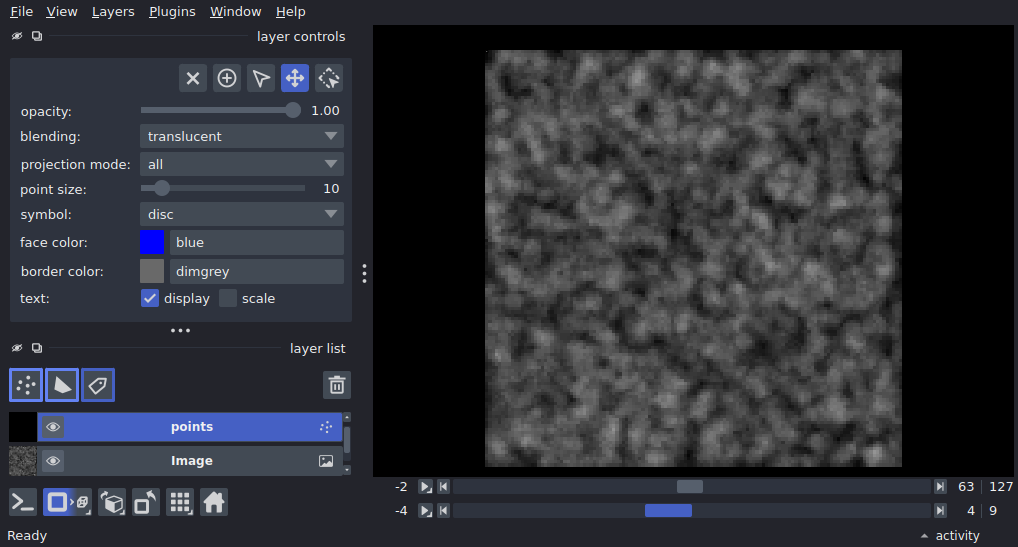 File View Layers Plugins Window Help
layer controls
opacity: 1.00
blending: translucent
projection mode: all
point size: 10
symbol: disc
face color: blue
border color: dimgrey
text: display scale
layer list
points
Image
-2 63 127
-4 4 9
Ready activity